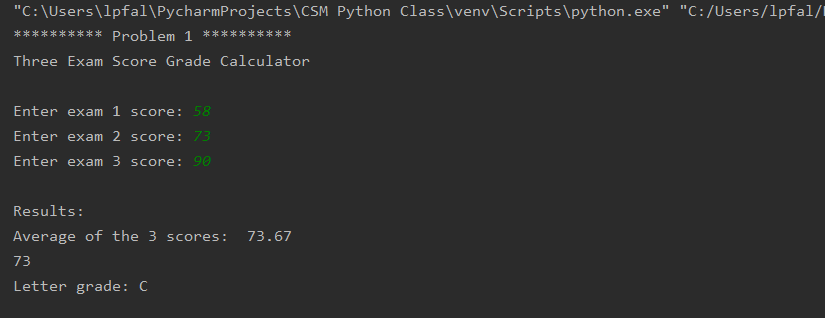 "C:\Users\lpfal\PycharmProjects\CSM Python Class\venv\Scripts\python.exe" "C:/Users/lpfal/
********** Problem 1 **********
Three Exam Score Grade Calculator
Enter exam 1 score: 58
Enter exam 2 score: 73
Enter exam 3 score: 90
Results:
Average of the 3 scores:  73.67
73
Letter grade: C